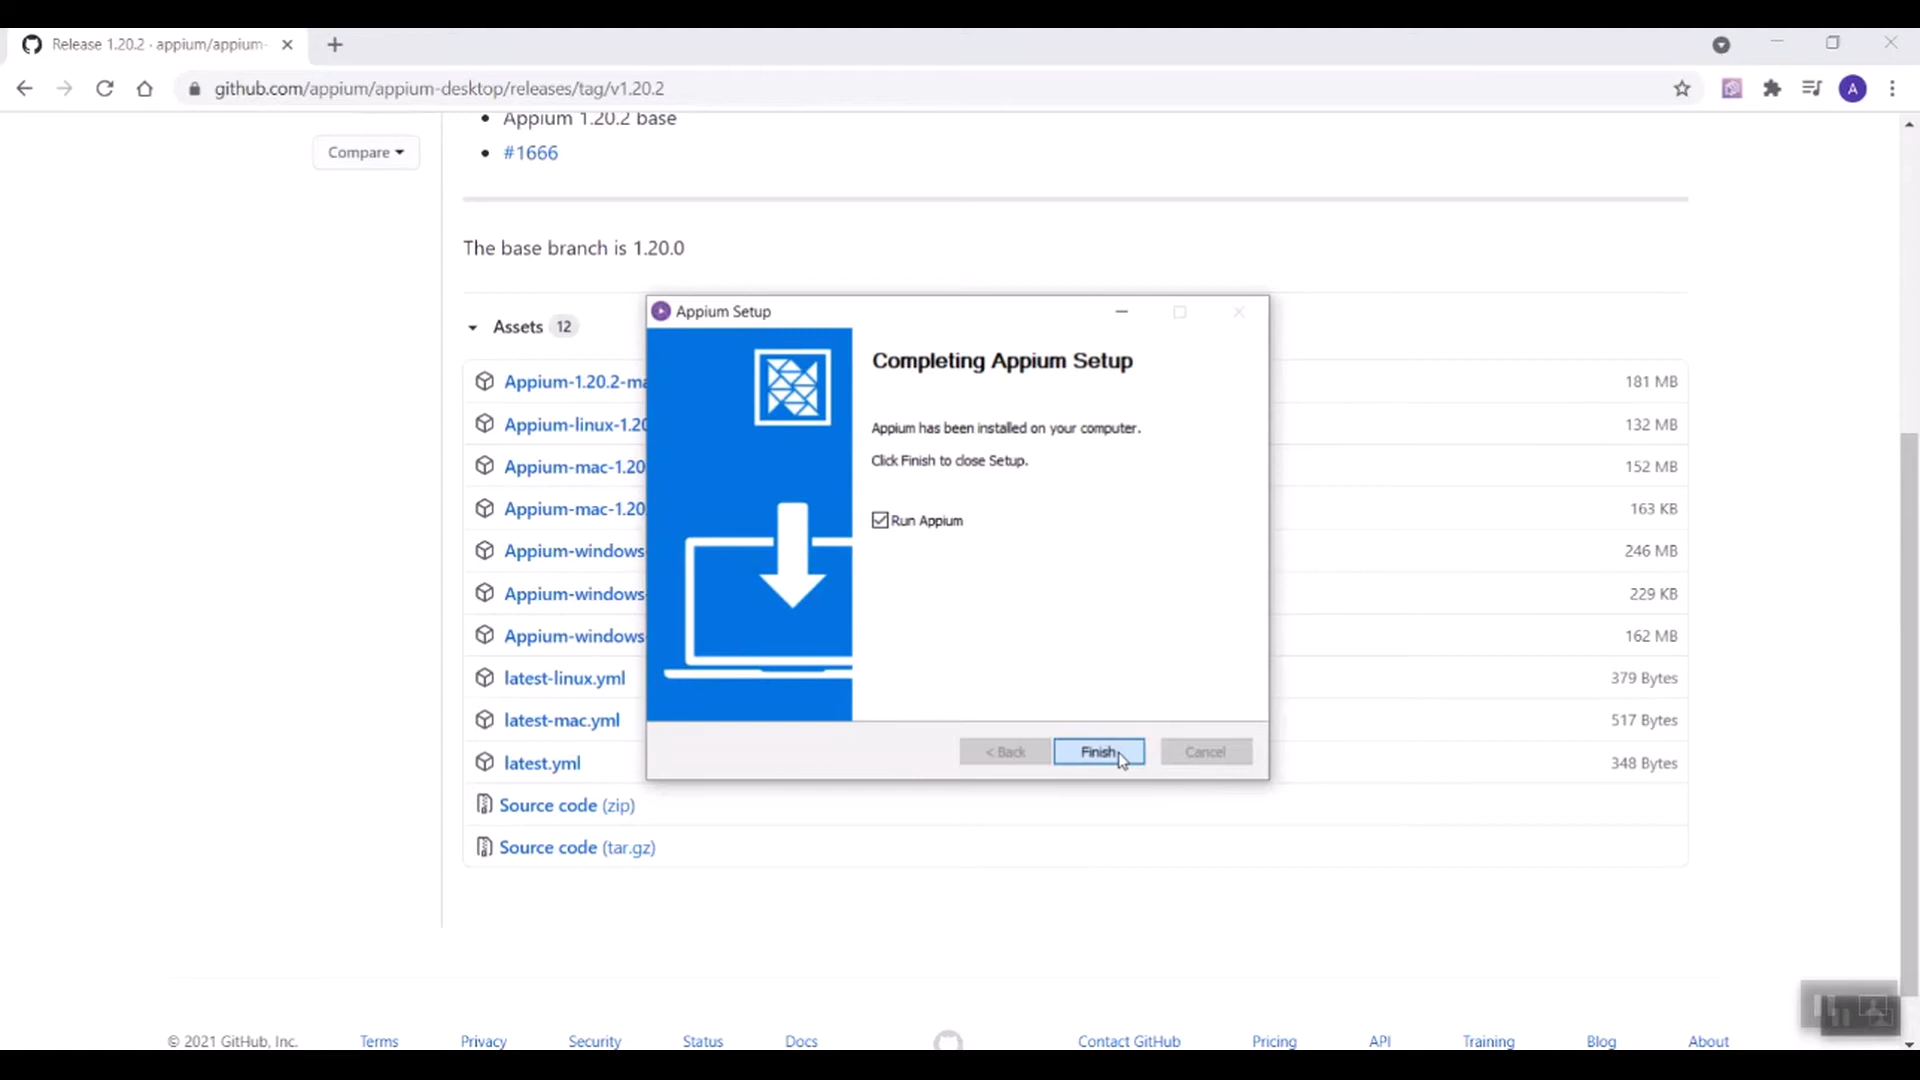 Release 1.20.2 · appium/appium-
github.com/appium/appium-desktop/releases/tag/v1.20.2
A
Compare
Appium 1.20.2 base
#1666
The base branch is 1.20.0
Assets 12
Appium-1.20.2-ma 181 MB
Appium-linux-1.20 132 MB
Appium-mac-1.20 152 MB
Appium-mac-1.20 163 KB
Appium-windows- 246 MB
Appium-windows- 229 KB
Appium-windows- 162 MB
latest-linux.yml 379 Bytes
latest-mac.yml 517 Bytes
latest.yml 348 Bytes
Source code (zip)
Source code (tar.gz)
Appium Setup
Completing Appium Setup
Appium has been installed on your computer.
Click Finish to close Setup.
Run Appium
< Back Finish Cancel
© 2021 GitHub, Inc. Terms Privacy Security Status Docs Contact GitHub Pricing API Training Blog About